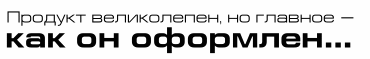 Продукт великолепен, но главное –
как он оформлен...